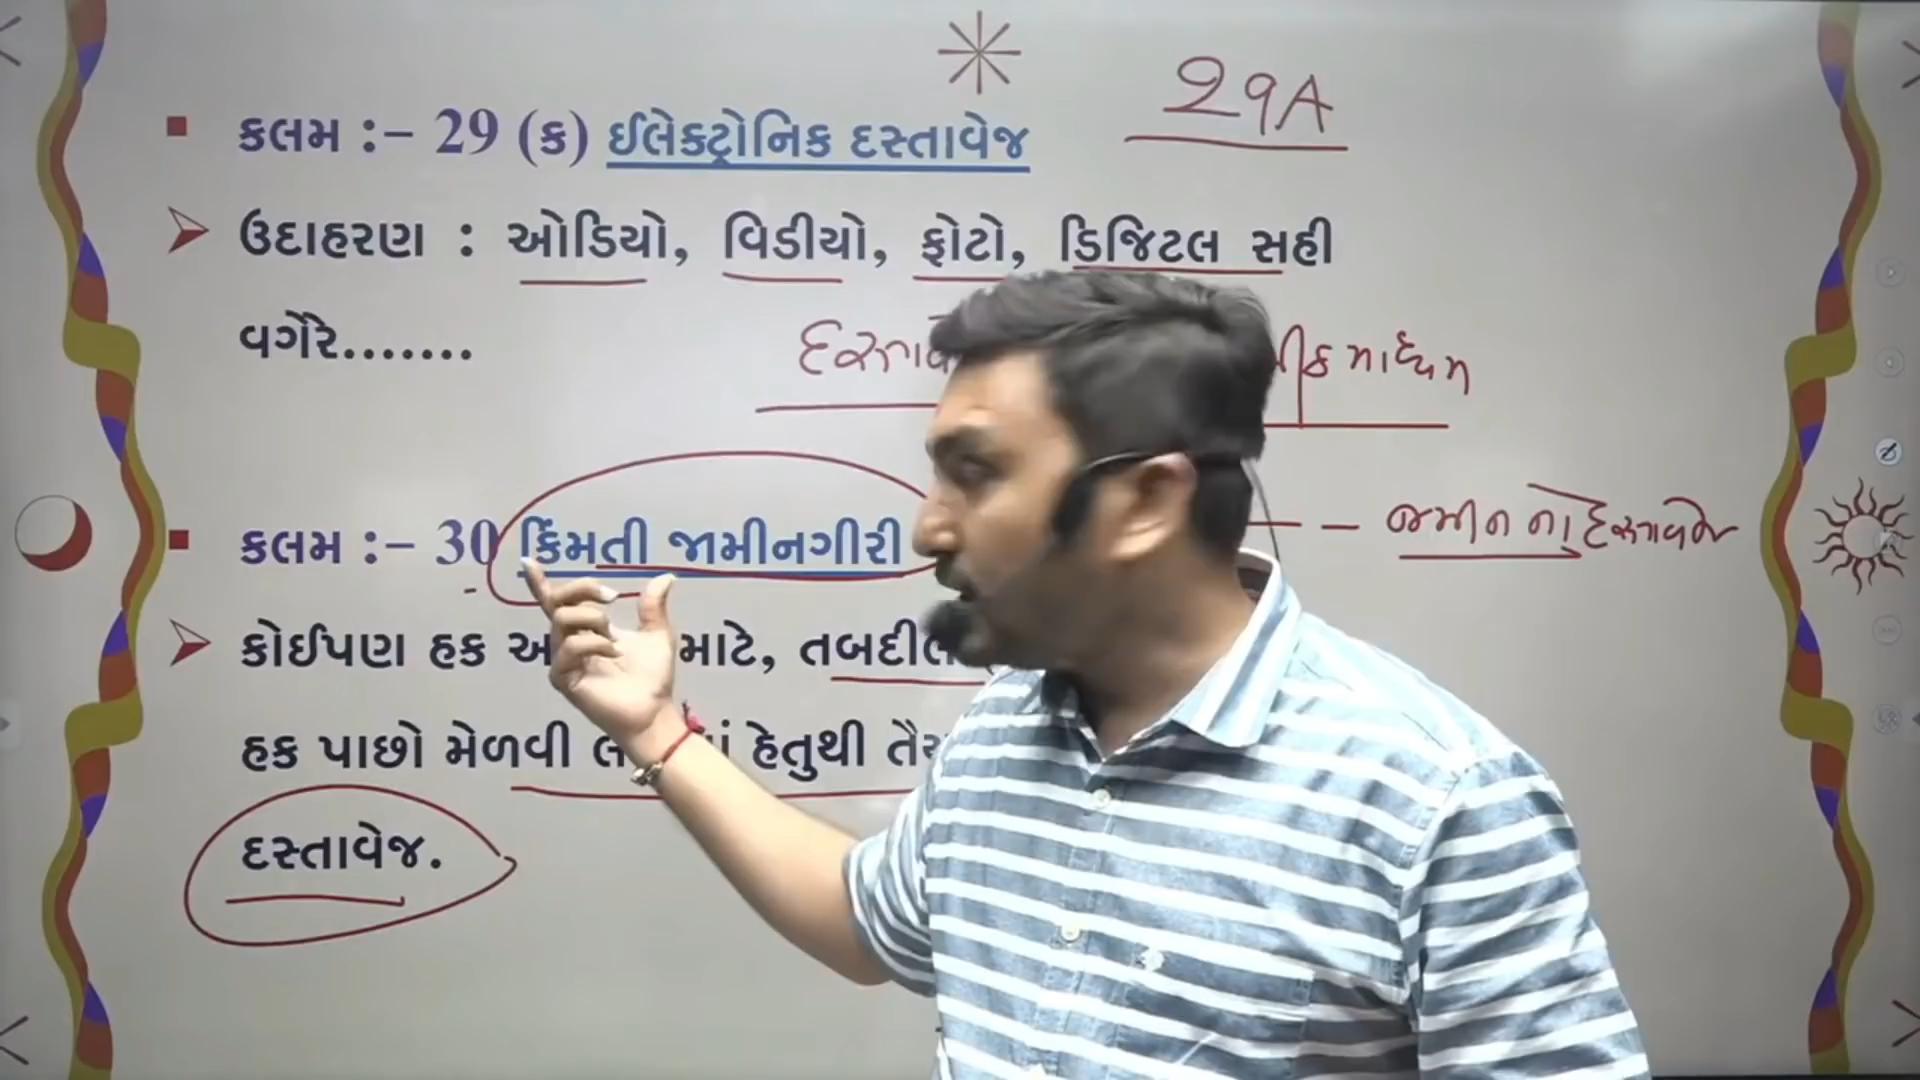 29A
કલમ :– 29 (ક) ઈલેક્ટ્રોનિક દસ્તાવેજ
ઉદાહરણ : ઓડિયો, વિડીયો, ફોટો, ડિજિટલ સહી
વગેરે.......
માધ્યમ
કલમ :– 30 કિંમતી જામીનગીરી
– જમીન નો દસ્તાવેજ
કોઈપણ હક માટે,
હક પાછો મેળવી હેતુથી
દસ્તાવેજ.